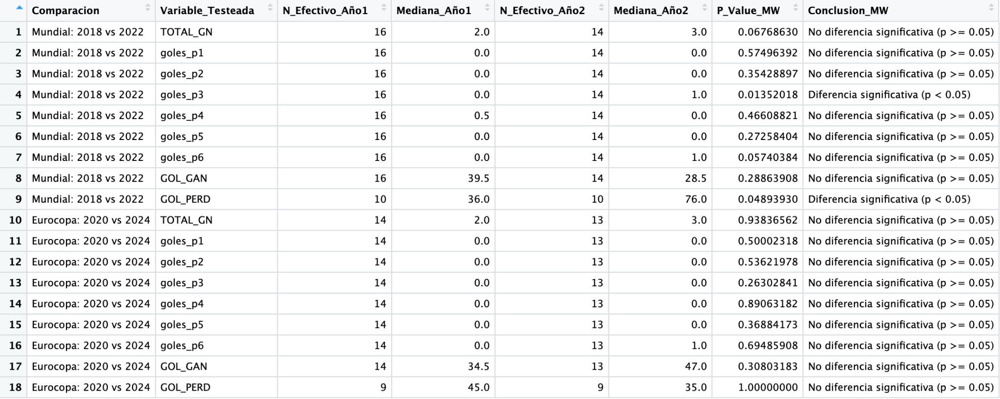 Comparacion Variable_Testeada N_Efectivo_Año1 Mediana_Año1 N_Efectivo_Año2 Mediana_Año2 P_Value_MW Conclusion_MW
1 Mundial: 2018 vs 2022 TOTAL_GN 16 2.0 14 3.0 0.06768630 No diferencia significativa (p >= 0.05)
2 Mundial: 2018 vs 2022 goles_p1 16 0.0 14 0.0 0.57496392 No diferencia significativa (p >= 0.05)
3 Mundial: 2018 vs 2022 goles_p2 16 0.0 14 0.0 0.35428897 No diferencia significativa (p >= 0.05)
4 Mundial: 2018 vs 2022 goles_p3 16 0.0 14 1.0 0.01352018 Diferencia significativa (p < 0.05)
5 Mundial: 2018 vs 2022 goles_p4 16 0.5 14 0.0 0.46608821 No diferencia significativa (p >= 0.05)
6 Mundial: 2018 vs 2022 goles_p5 16 0.0 14 0.0 0.27258404 No diferencia significativa (p >= 0.05)
7 Mundial: 2018 vs 2022 goles_p6 16 0.0 14 1.0 0.05740384 No diferencia significativa (p >= 0.05)
8 Mundial: 2018 vs 2022 GOL_GAN 16 39.5 14 28.5 0.28863908 No diferencia significativa (p >= 0.05)
9 Mundial: 2018 vs 2022 GOL_PERD 10 36.0 10 76.0 0.04893930 Diferencia significativa (p < 0.05)
10 Eurocopa: 2020 vs 2024 TOTAL_GN 14 2.0 13 3.0 0.93836562 No diferencia significativa (p >= 0.05)
11 Eurocopa: 2020 vs 2024 goles_p1 14 0.0 13 0.0 0.50002318 No diferencia significativa (p >= 0.05)
12 Eurocopa: 2020 vs 2024 goles_p2 14 0.0 13 0.0 0.53621978 No diferencia significativa (p >= 0.05)
13 Eurocopa: 2020 vs 2024 goles_p3 14 0.0 13 0.0 0.26302841 No diferencia significativa (p >= 0.05)
14 Eurocopa: 2020 vs 2024 goles_p4 14 0.0 13 0.0 0.89063182 No diferencia significativa (p >= 0.05)
15 Eurocopa: 2020 vs 2024 goles_p5 14 0.0 13 0.0 0.36884173 No diferencia significativa (p >= 0.05)
16 Eurocopa: 2020 vs 2024 goles_p6 14 0.0 13 1.0 0.69485908 No diferencia significativa (p >= 0.05)
17 Eurocopa: 2020 vs 2024 GOL_GAN 14 34.5 13 47.0 0.30803183 No diferencia significativa (p >= 0.05)
18 Eurocopa: 2020 vs 2024 GOL_PERD 9 45.0 9 35.0 1.00000000 No diferencia significativa (p >= 0.05)